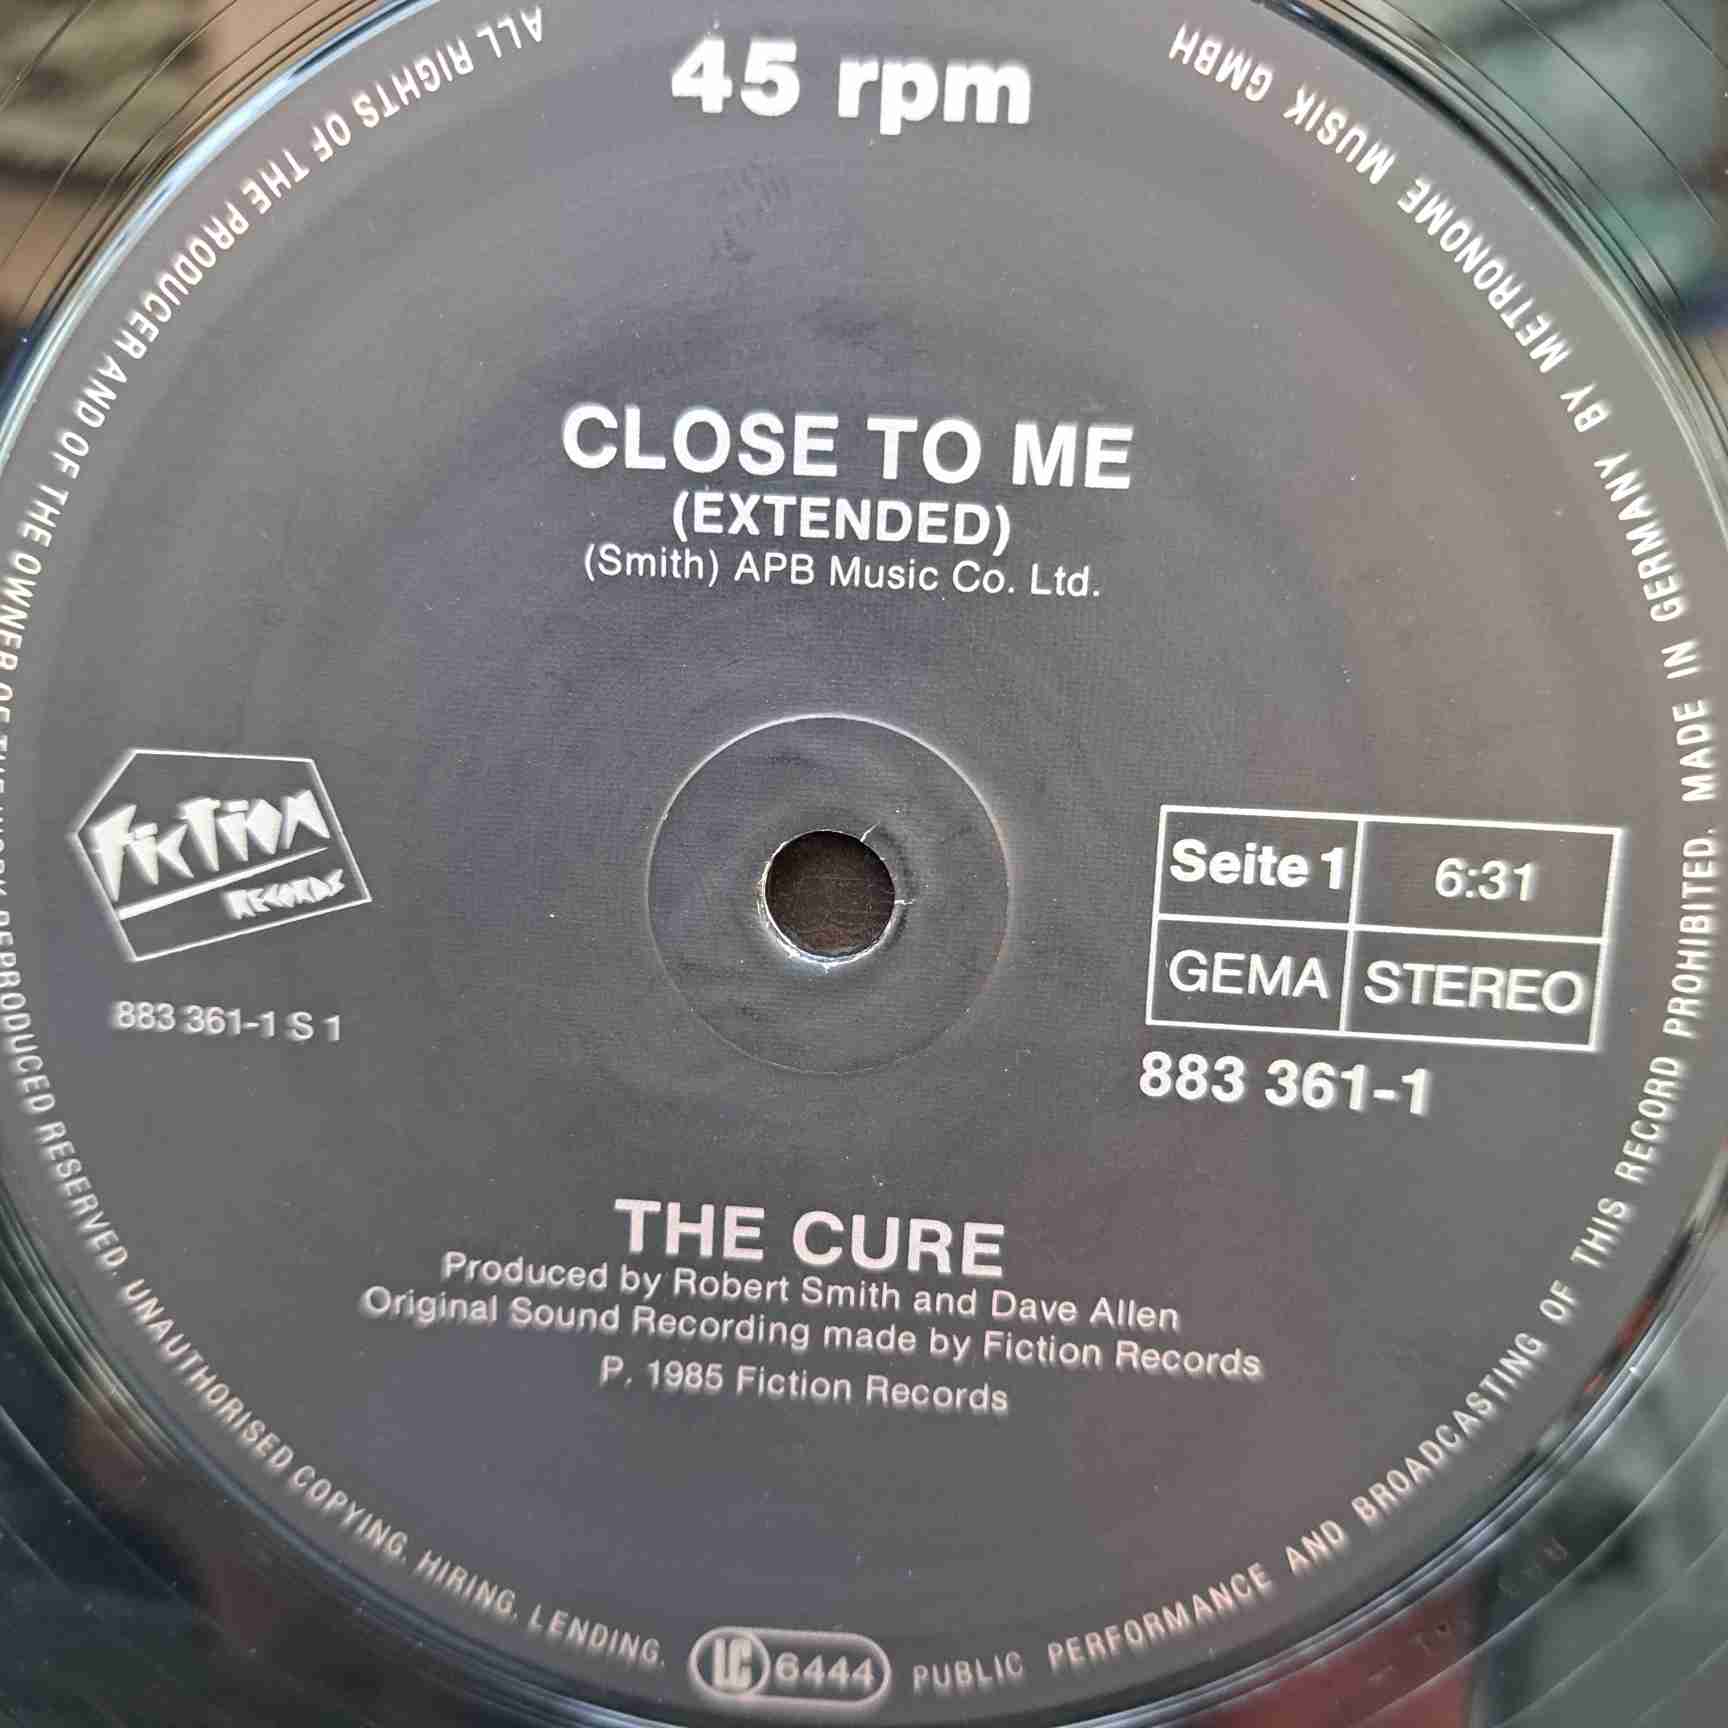 45 rpm
CLOSE TO ME
(EXTENDED)
(Smith) APB Music Co. Ltd.
Fiction
RECORDS
883 361-1 S 1
Seite 1
6:31
GEMA
STEREO
883 361-1
THE CURE
Produced by Robert Smith and Dave Allen
Original Sound Recording made by Fiction Records
P. 1985 Fiction Records
ALL RIGHTS OF THE PRODUCER AND OF THE OWNER OF THE WORK REPRODUCED RESERVED. UNAUTHORISED COPYING, HIRING, LENDING, PUBLIC PERFORMANCE AND BROADCASTING OF THIS RECORD PROHIBITED. MADE IN GERMANY BY METRONOME MUSIK GMBH
LC 6444